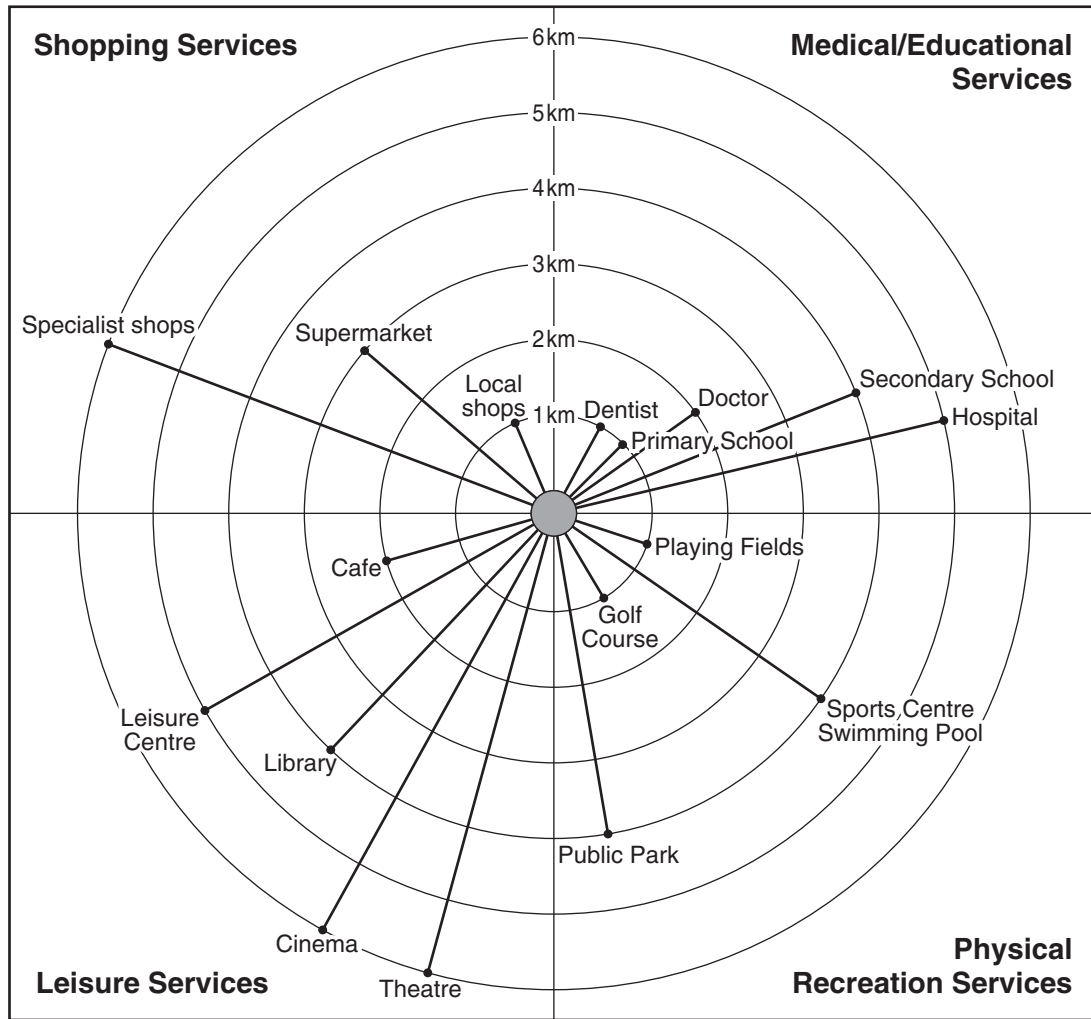 Shopping Services
Medical/Educational
Services
6km
5km
4km
3km
2km
1km
Specialist shops
Supermarket
Local
shops
Dentist
Primary School
Doctor
Secondary School
Hospital
Cafe
Leisure
Centre
Library
Cinema
Theatre
Playing Fields
Golf
Course
Sports Centre
Swimming Pool
Public Park
Leisure Services
Physical
Recreation Services